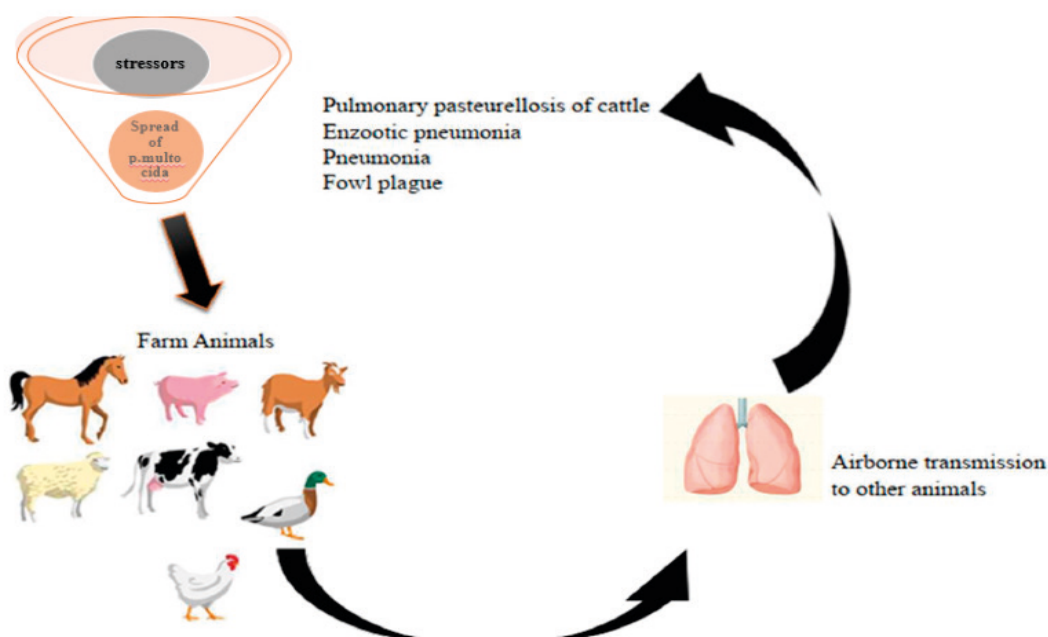 stressors
Spread
of
p.multo
cida
Pulmonary pasteurellosis of cattle
Enzootic pneumonia
Pneumonia
Fowl plague
Farm Animals
Airborne transmission
to other animals